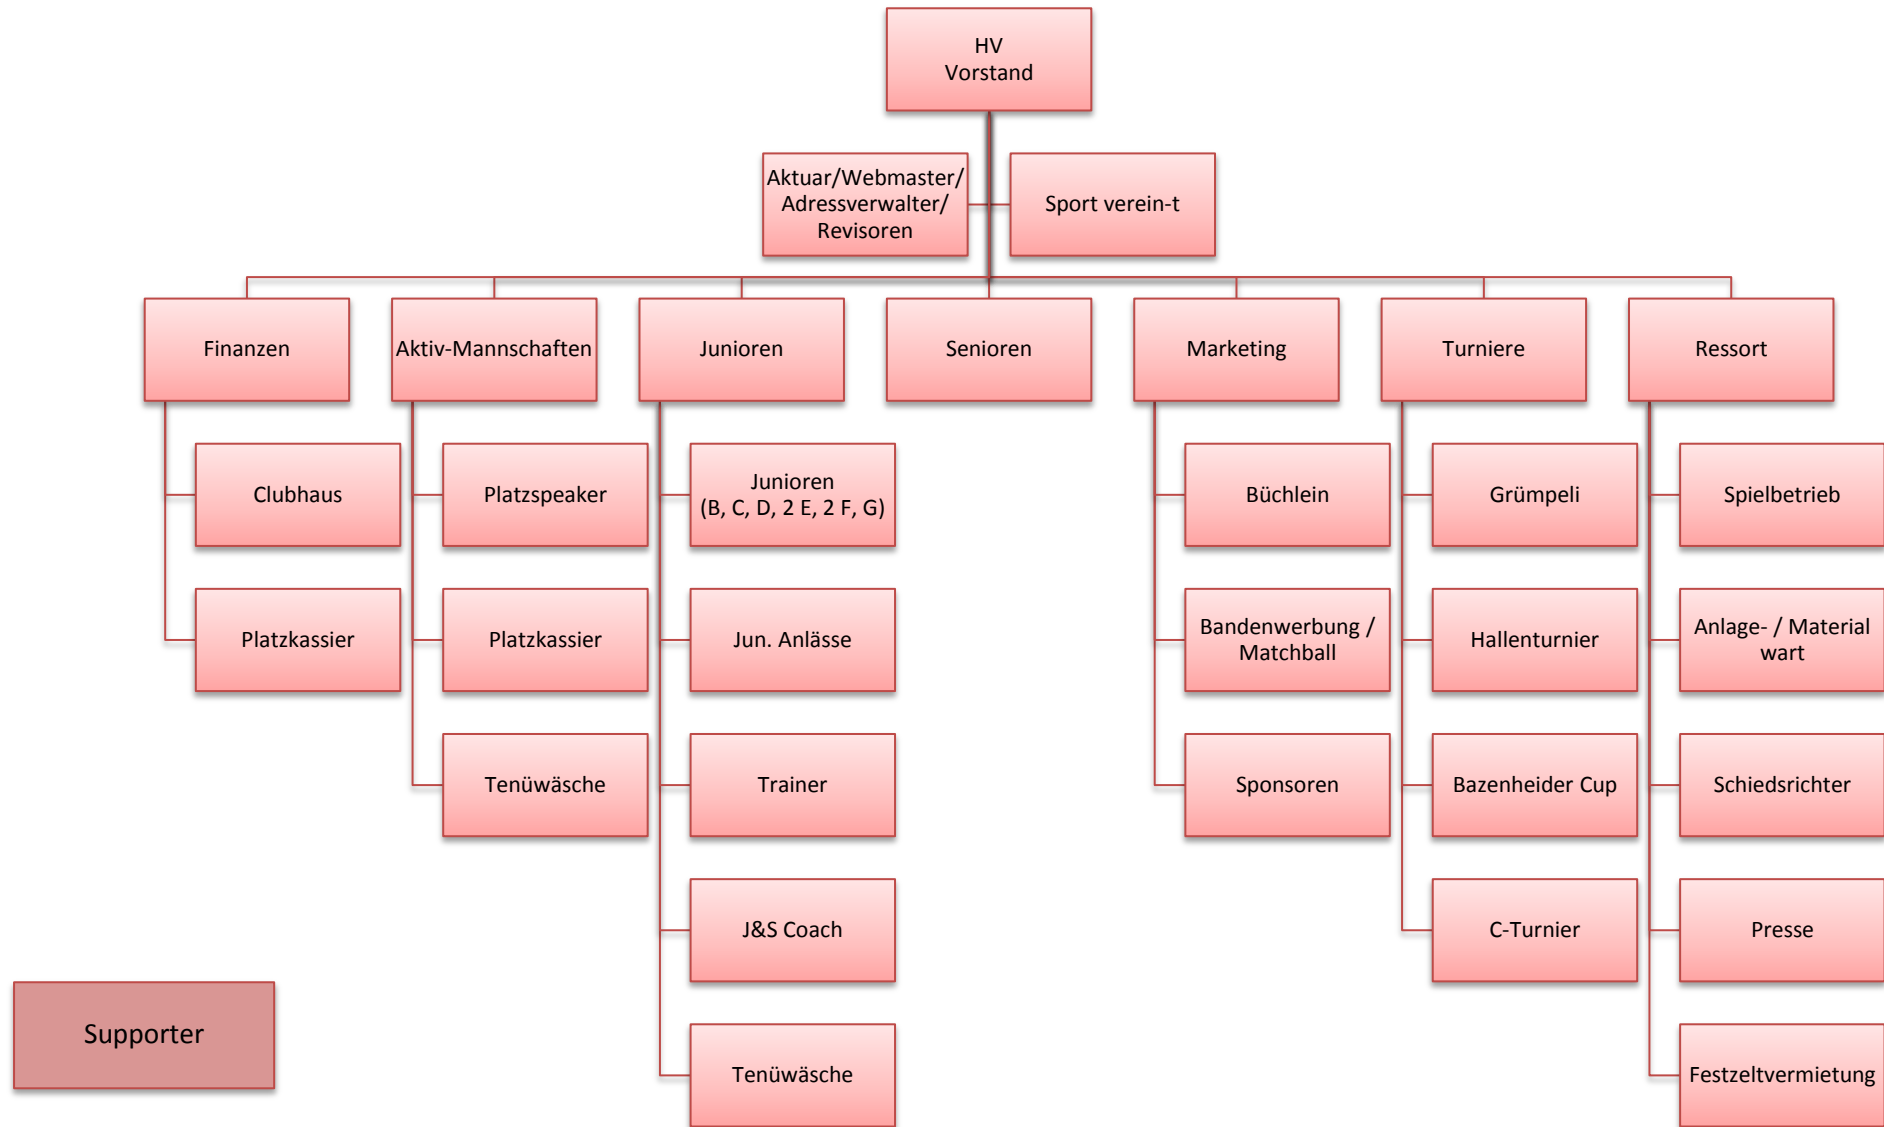 HV
Vorstand
Aktuar/Webmaster/
Adressverwalter/
Revisoren
Sport verein-t
Finanzen
Aktiv-Mannschaften
Junioren
Senioren
Marketing
Turniere
Ressort
Clubhaus
Platzspeaker
Junioren
(B, C, D, 2 E, 2 F, G)
Büchlein
Grümpeli
Spielbetrieb
Platzkassier
Platzkassier
Jun. Anlässe
Bandenwerbung /
Matchball
Hallenturnier
Anlage- / Material
wart
Tenüwäsche
Trainer
Sponsoren
Bazenheider Cup
Schiedsrichter
J&S Coach
C-Turnier
Presse
Supporter
Tenüwäsche
Festzeltvermietung